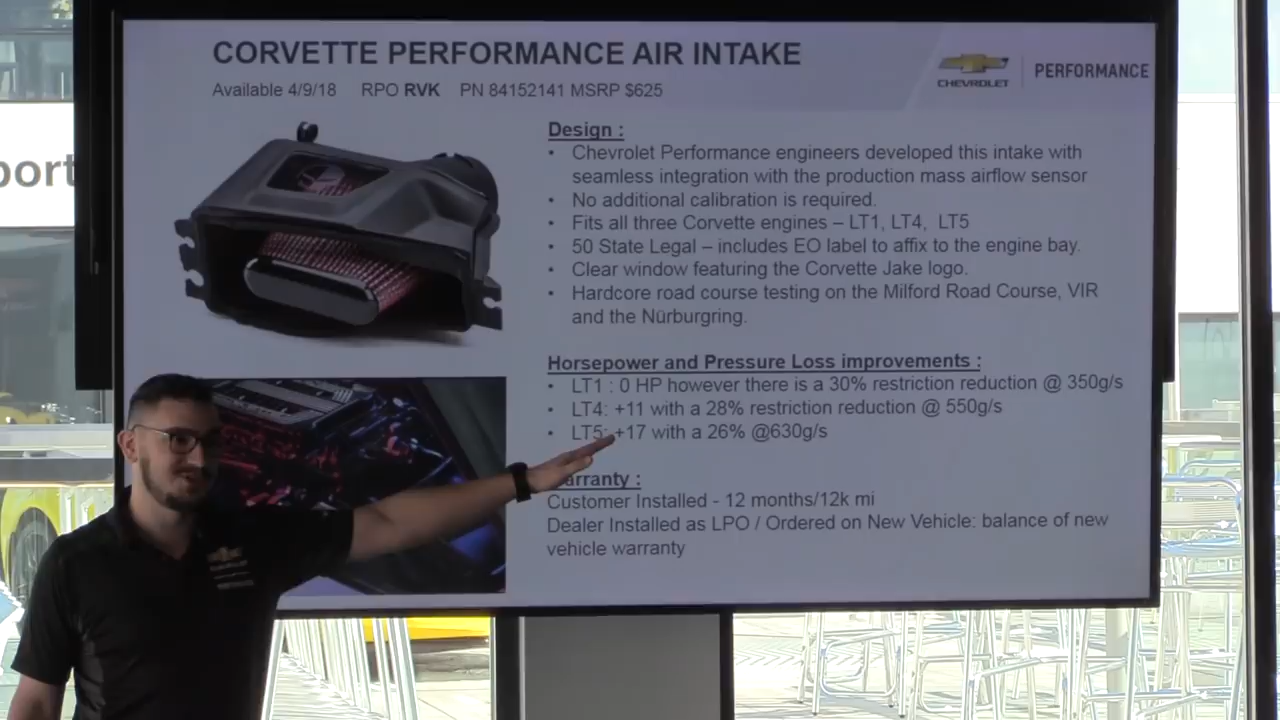 CORVETTE PERFORMANCE AIR INTAKE
Available 4/9/18 RPO RVK PN 84152141 MSRP $625
CHEVROLET PERFORMANCE
port
Design :
• Chevrolet Performance engineers developed this intake with
seamless integration with the production mass airflow sensor
• No additional calibration is required.
• Fits all three Corvette engines – LT1, LT4, LT5
• 50 State Legal – includes EO label to affix to the engine bay.
• Clear window featuring the Corvette Jake logo.
• Hardcore road course testing on the Milford Road Course, VIR
and the Nürburgring.
Horsepower and Pressure Loss improvements :
• LT1 : 0 HP however there is a 30% restriction reduction @ 350g/s
• LT4: +11 with a 28% restriction reduction @ 550g/s
• LT5: +17 with a 26% @630g/s
arranty :
Customer Installed - 12 months/12k mi
Dealer Installed as LPO / Ordered on New Vehicle: balance of new
vehicle warranty